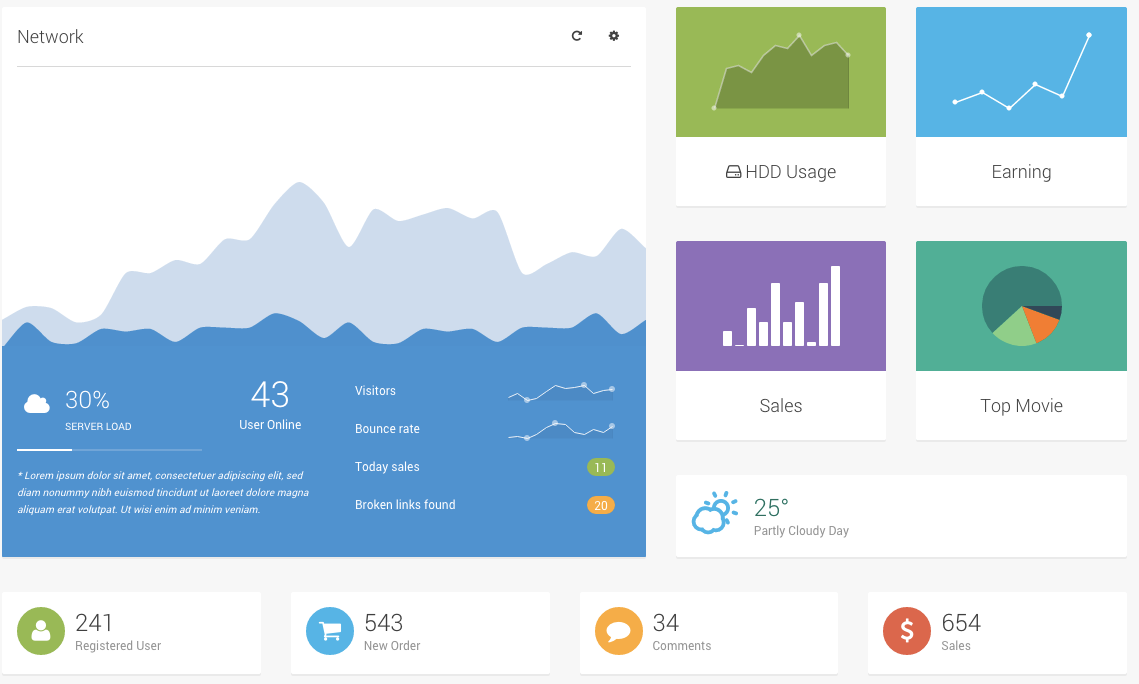 Network
30%
SERVER LOAD
43
User Online
* Lorem ipsum dolor sit amet, consectetuer adipiscing elit, sed
diam nonummy nibh euismod tincidunt ut laoreet dolore magna
aliquam erat volutpat. Ut wisi enim ad minim veniam.
Visitors
Bounce rate
Today sales
11
Broken links found
20
HDD Usage
Earning
Sales
Top Movie
25°
Partly Cloudy Day
241
Registered User
543
New Order
34
Comments
654
Sales